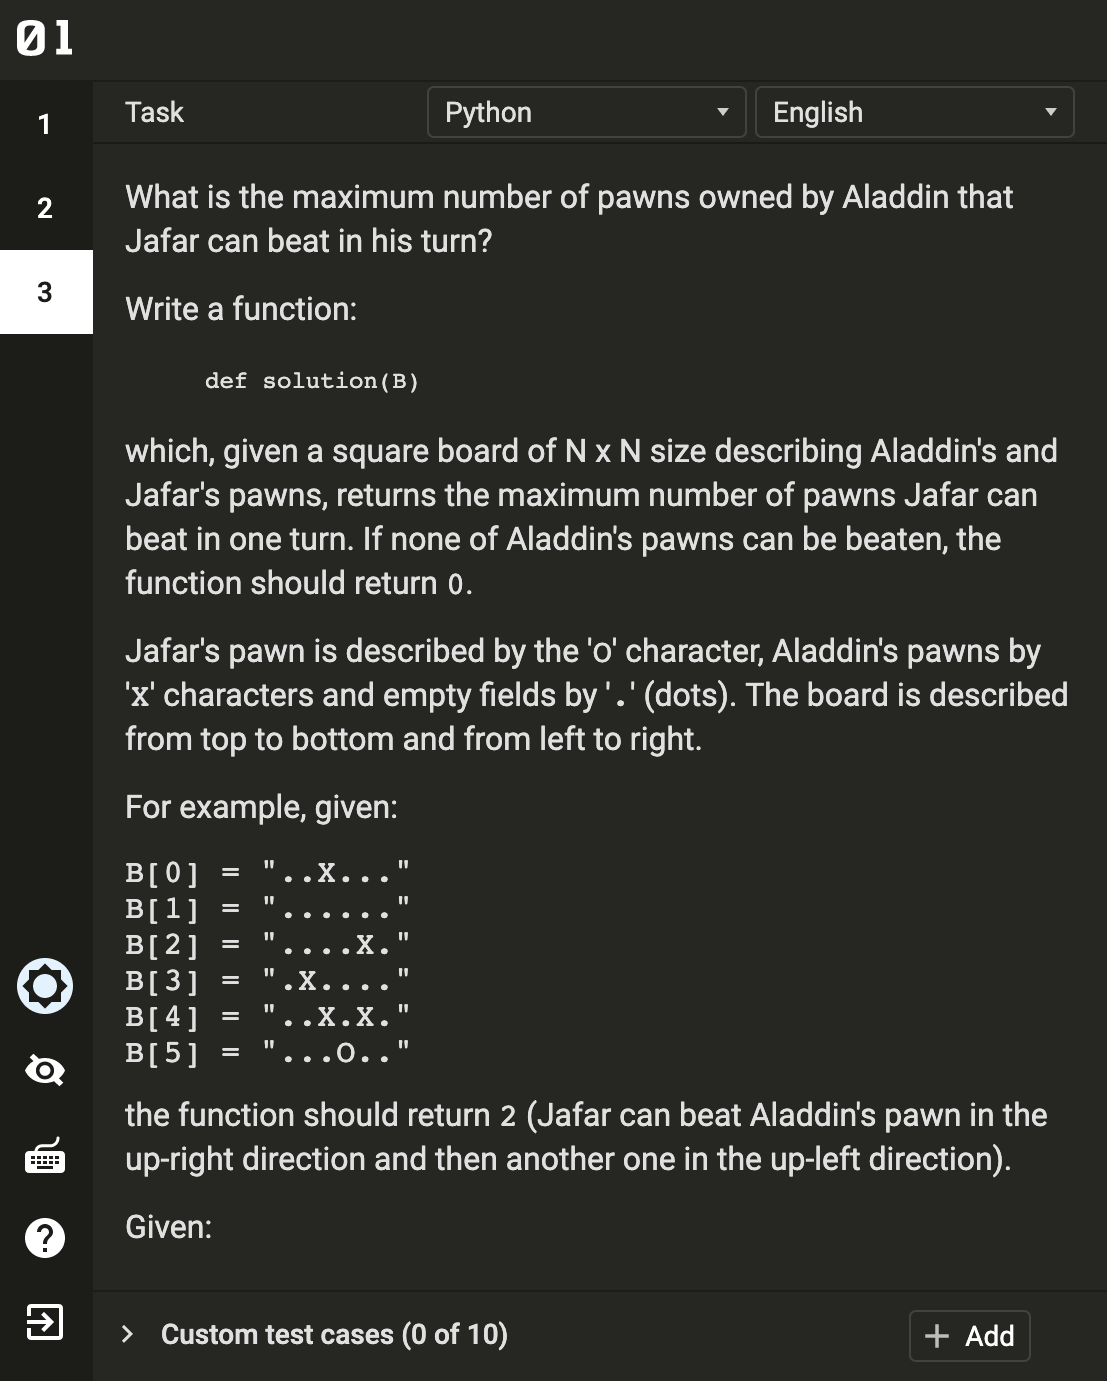 01
1
2
3
Task
Python
English
What is the maximum number of pawns owned by Aladdin that
Jafar can beat in his turn?
Write a function:
def solution(B)
which, given a square board of N x N size describing Aladdin's and
Jafar's pawns, returns the maximum number of pawns Jafar can
beat in one turn. If none of Aladdin's pawns can be beaten, the
function should return 0.
Jafar's pawn is described by the 'O' character, Aladdin's pawns by
'X' characters and empty fields by '.' (dots). The board is described
from top to bottom and from left to right.
For example, given:
B[0] = "..X..."
B[1] = "......"
B[2] = "....X."
B[3] = ".X...."
B[4] = "..X.X."
B[5] = "...O.."
the function should return 2 (Jafar can beat Aladdin's pawn in the
up-right direction and then another one in the up-left direction).
Given:
Custom test cases (0 of 10)
+ Add